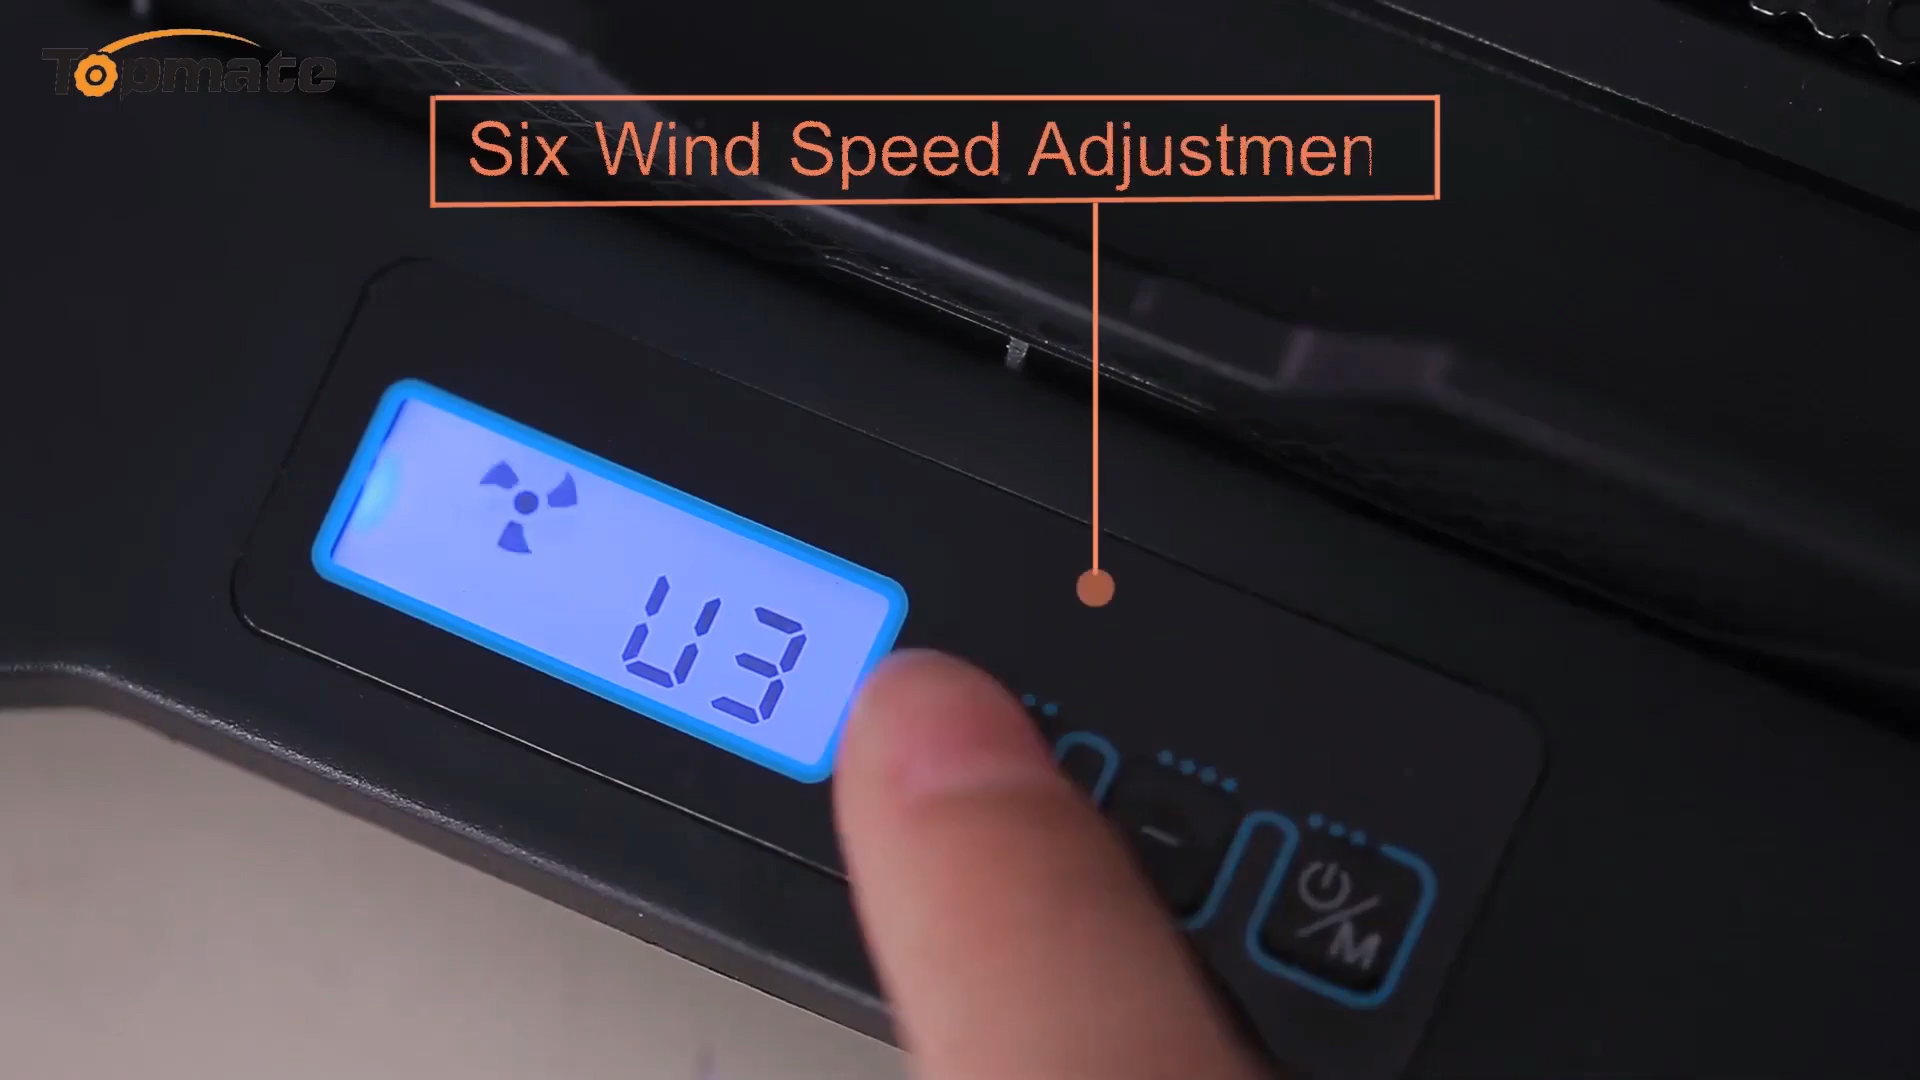 Topmate
Six Wind Speed Adjustmen
U3
−
/M